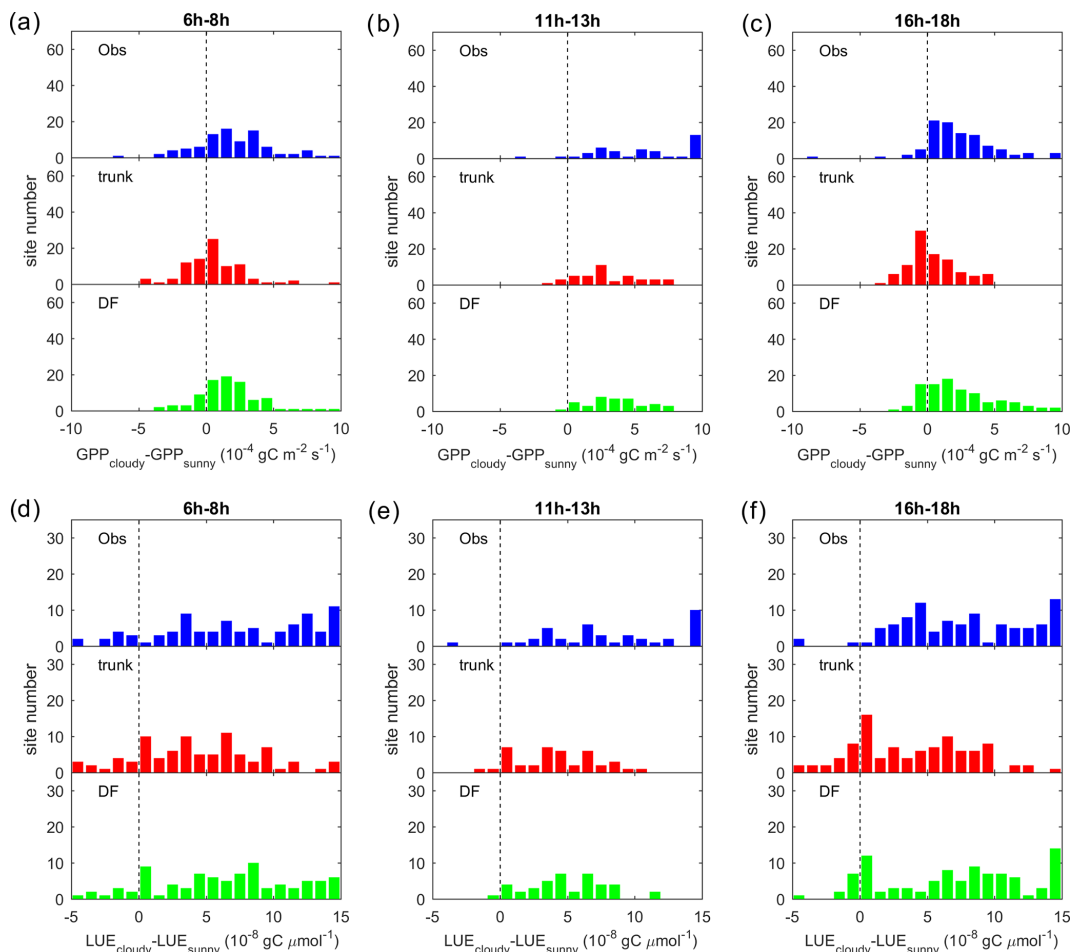 (a) 6h-8h
(b) 11h-13h
(c) 16h-18h
60 Obs
40
20
0
60 trunk
40
20
0
60 DF
40
20
0
site number
-10 -5 0 5 10
GPPcloudy-GPPsunny (10-4 gC m-2 s-1)
60 Obs
40
20
0
60 trunk
40
20
0
60 DF
40
20
0
site number
-10 -5 0 5 10
GPPcloudy-GPPsunny (10-4 gC m-2 s-1)
60 Obs
40
20
0
60 trunk
40
20
0
60 DF
40
20
0
site number
-10 -5 0 5 10
GPPcloudy-GPPsunny (10-4 gC m-2 s-1)
(d) 6h-8h
(e) 11h-13h
(f) 16h-18h
30 Obs
20
10
0
30 trunk
20
10
0
30 DF
20
10
0
site number
-5 0 5 10 15
LUEcloudy-LUEsunny (10-8 gC μmol-1)
30 Obs
20
10
0
30 trunk
20
10
0
30 DF
20
10
0
site number
-5 0 5 10 15
LUEcloudy-LUEsunny (10-8 gC μmol-1)
30 Obs
20
10
0
30 trunk
20
10
0
30 DF
20
10
0
site number
-5 0 5 10 15
LUEcloudy-LUEsunny (10-8 gC μmol-1)